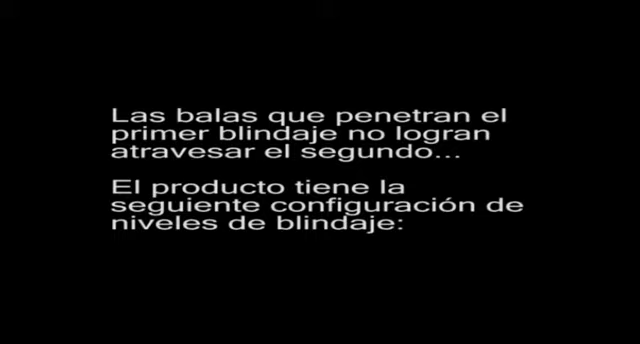 Las balas que penetran el
primer blindaje no logran
atravesar el segundo...
El producto tiene la
seguiente configuración de
niveles de blindaje: